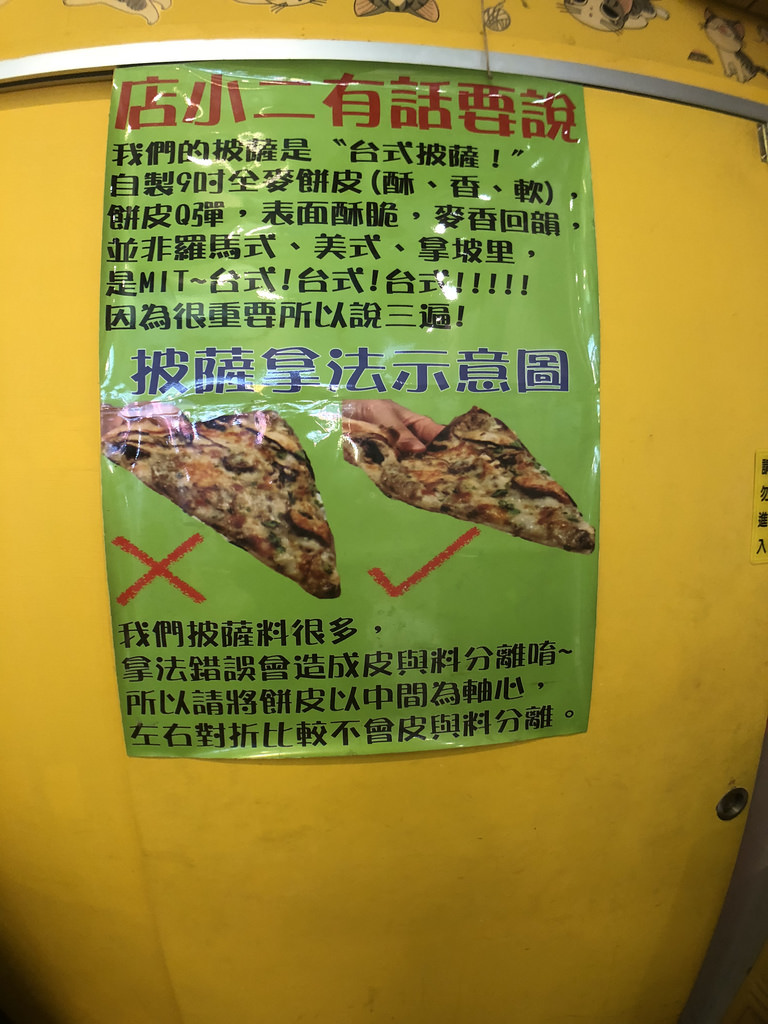 店小二有話要說
我們的披薩是〝台式披薩！〞
自製9吋全麥餅皮(酥、香、軟)，
餅皮Q彈，表面酥脆，麥香回韻，
並非羅馬式、美式、拿坡里，
是MIT~台式!台式!台式!!!!!
因為很重要所以說三遍!
披薩拿法示意圖
我們披薩料很多，
拿法錯誤會造成皮與料分離唷~
所以請將餅皮以中間為軸心，
左右對折比較不會皮與料分離。
請勿進入